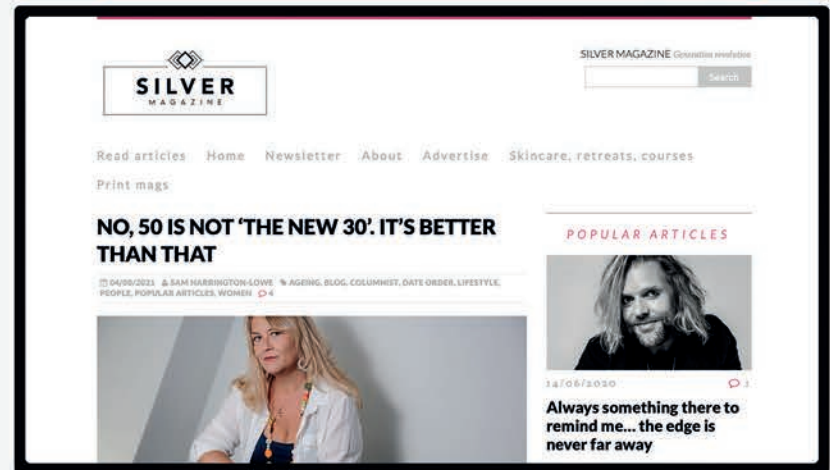 SILVER
MAGAZINE
SILVER MAGAZINE Generation revolution
Search
Read articles Home Newsletter About Advertise Skincare, retreats, courses
Print mags
NO, 50 IS NOT ‘THE NEW 30’. IT’S BETTER
THAN THAT
04/08/2021 SAM HARRINGTON-LOWE AGEING, BLOG, COLUMNIST, DATE ORDER, LIFESTYLE,
PEOPLE, POPULAR ARTICLES, WOMEN 4
POPULAR ARTICLES
14/06/2020 1
Always something there to
remind me... the edge is
never far away